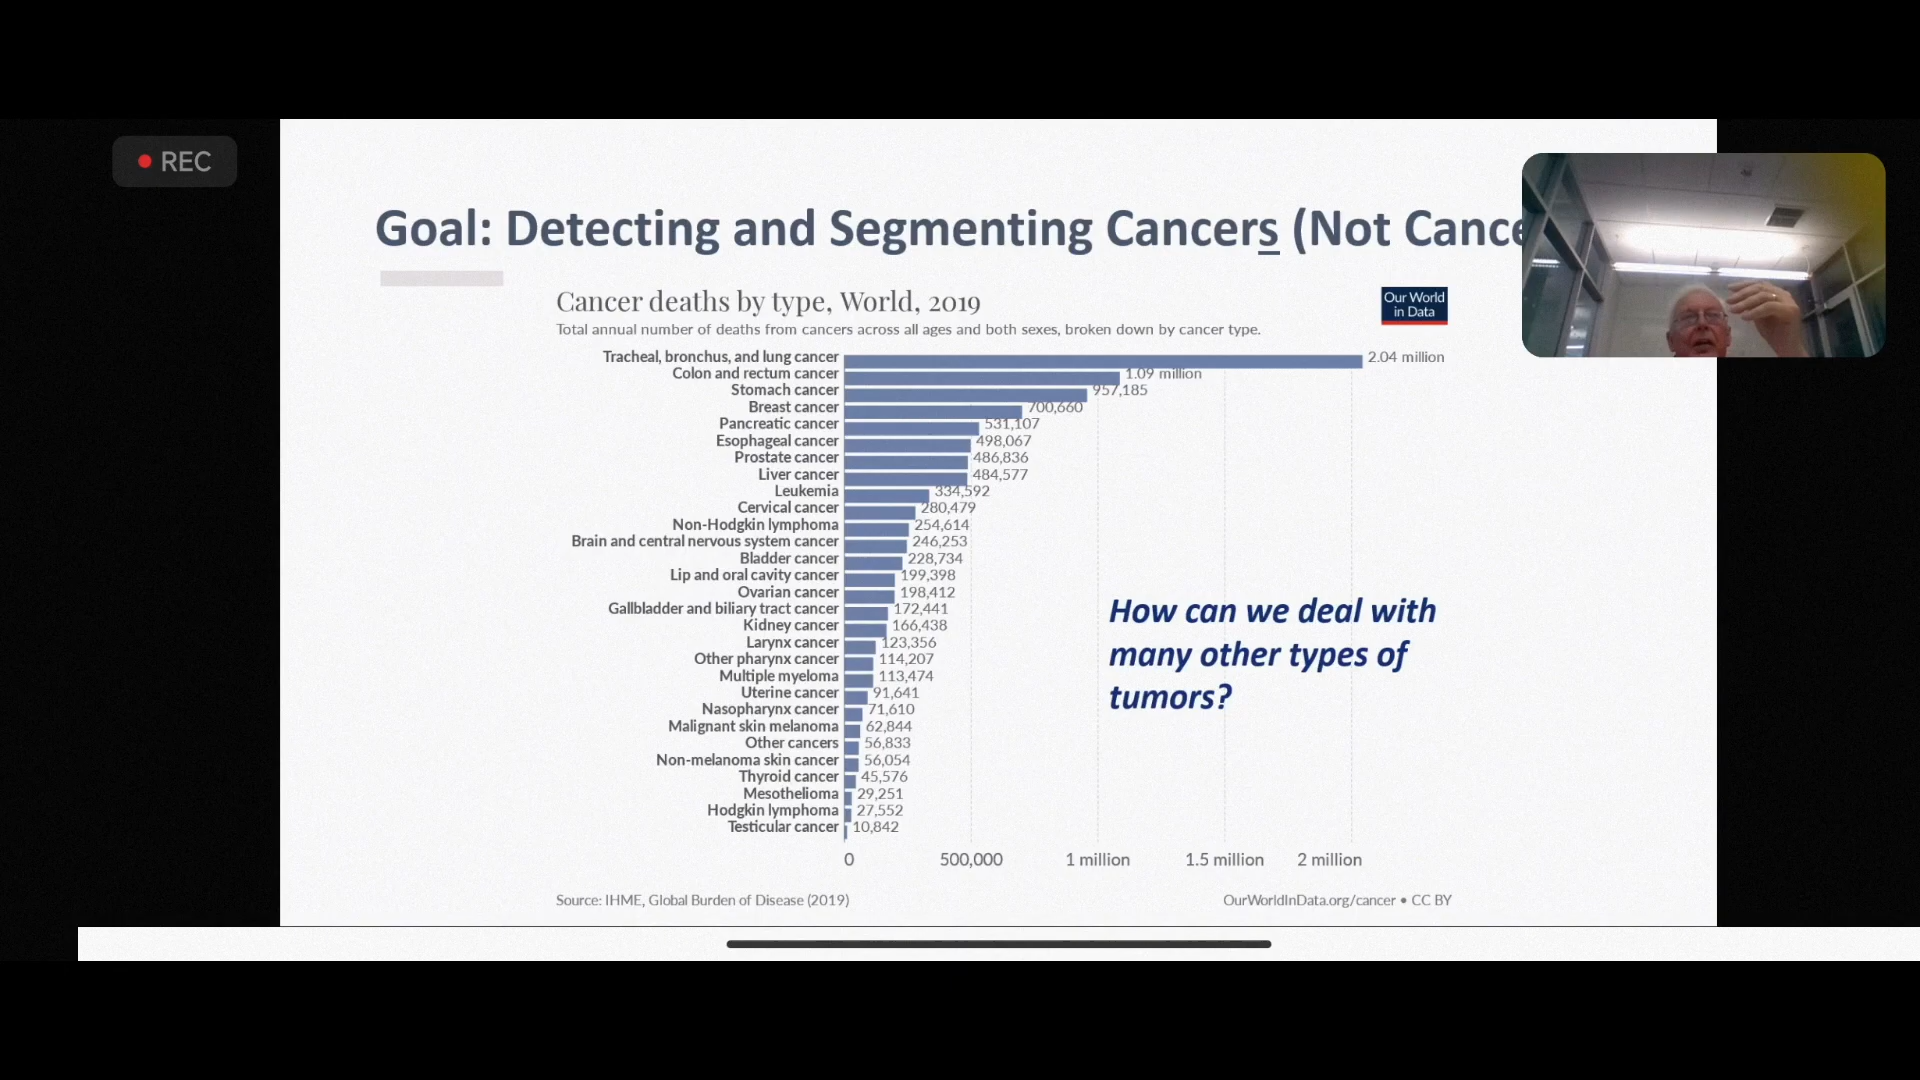 REC
Goal: Detecting and Segmenting Cancers (Not Cance
Cancer deaths by type, World, 2019
Our World
in Data
Total annual number of deaths from cancers across all ages and both sexes, broken down by cancer type.
Tracheal, bronchus, and lung cancer 2.04 million
Colon and rectum cancer 1.09 million
Stomach cancer 957,185
Breast cancer 700,660
Pancreatic cancer 531,107
Esophageal cancer 498,067
Prostate cancer 486,836
Liver cancer 484,577
Leukemia 334,592
Cervical cancer 280,479
Non-Hodgkin lymphoma 254,614
Brain and central nervous system cancer 246,253
Bladder cancer 228,734
Lip and oral cavity cancer 199,398
Ovarian cancer 198,412
Gallbladder and biliary tract cancer 172,441
Kidney cancer 166,438
Larynx cancer 123,356
Other pharynx cancer 114,207
Multiple myeloma 113,474
Uterine cancer 91,641
Nasopharynx cancer 71,610
Malignant skin melanoma 62,844
Other cancers 56,833
Non-melanoma skin cancer 56,054
Thyroid cancer 45,576
Mesothelioma 29,251
Hodgkin lymphoma 27,552
Testicular cancer 10,842
0 500,000 1 million 1.5 million 2 million
How can we deal with
many other types of
tumors?
Source: IHME, Global Burden of Disease (2019)
OurWorldInData.org/cancer • CC BY